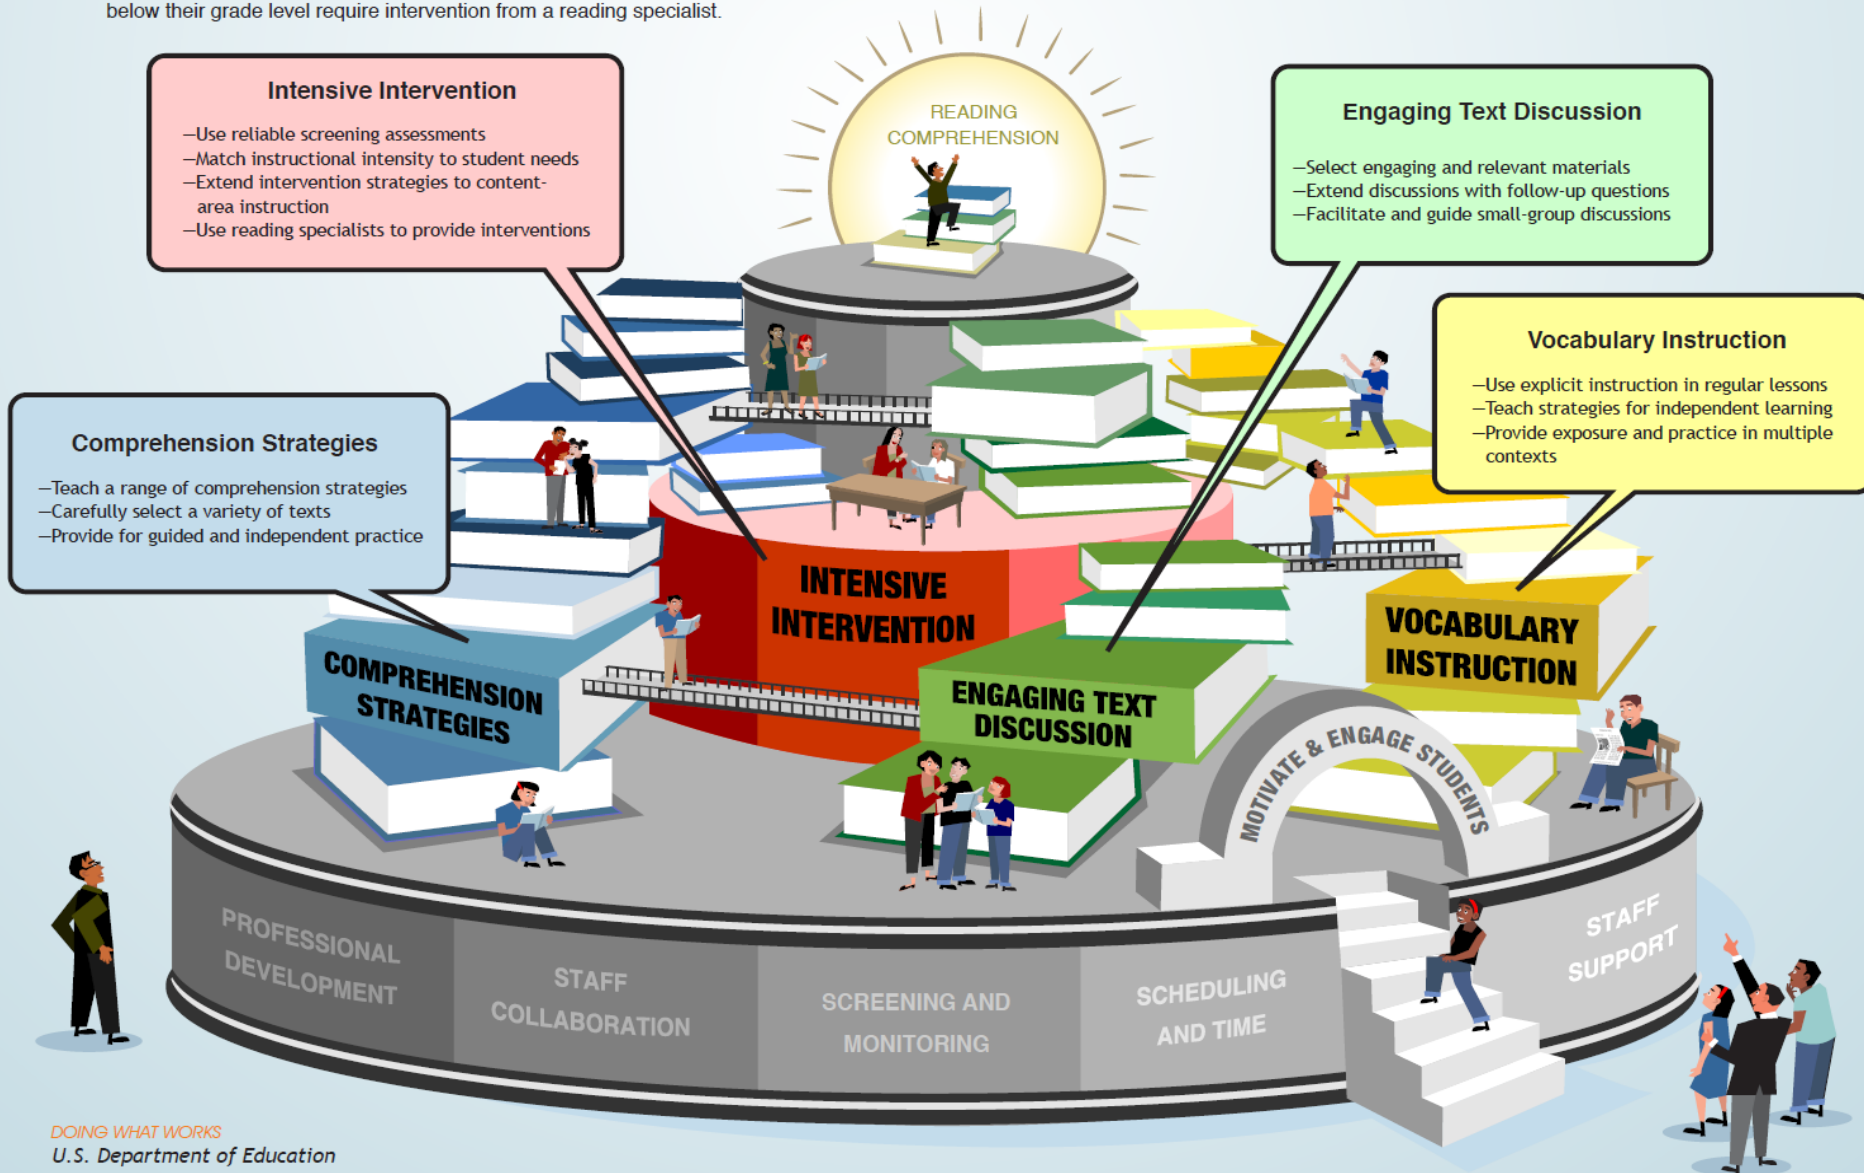 below their grade level require intervention from a reading specialist.
Intensive Intervention
—Use reliable screening assessments
—Match instructional intensity to student needs
—Extend intervention strategies to content-
area instruction
—Use reading specialists to provide interventions
READING
COMPREHENSION
Engaging Text Discussion
—Select engaging and relevant materials
—Extend discussions with follow-up questions
—Facilitate and guide small-group discussions
Vocabulary Instruction
—Use explicit instruction in regular lessons
—Teach strategies for independent learning
—Provide exposure and practice in multiple
contexts
Comprehension Strategies
—Teach a range of comprehension strategies
—Carefully select a variety of texts
—Provide for guided and independent practice
INTENSIVE
INTERVENTION
VOCABULARY
INSTRUCTION
COMPREHENSION
STRATEGIES
ENGAGING TEXT
DISCUSSION
MOTIVATE & ENGAGE STUDENTS
PROFESSIONAL
DEVELOPMENT
STAFF
COLLABORATION
SCREENING AND
MONITORING
SCHEDULING
AND TIME
STAFF
SUPPORT
DOING WHAT WORKS
U.S. Department of Education